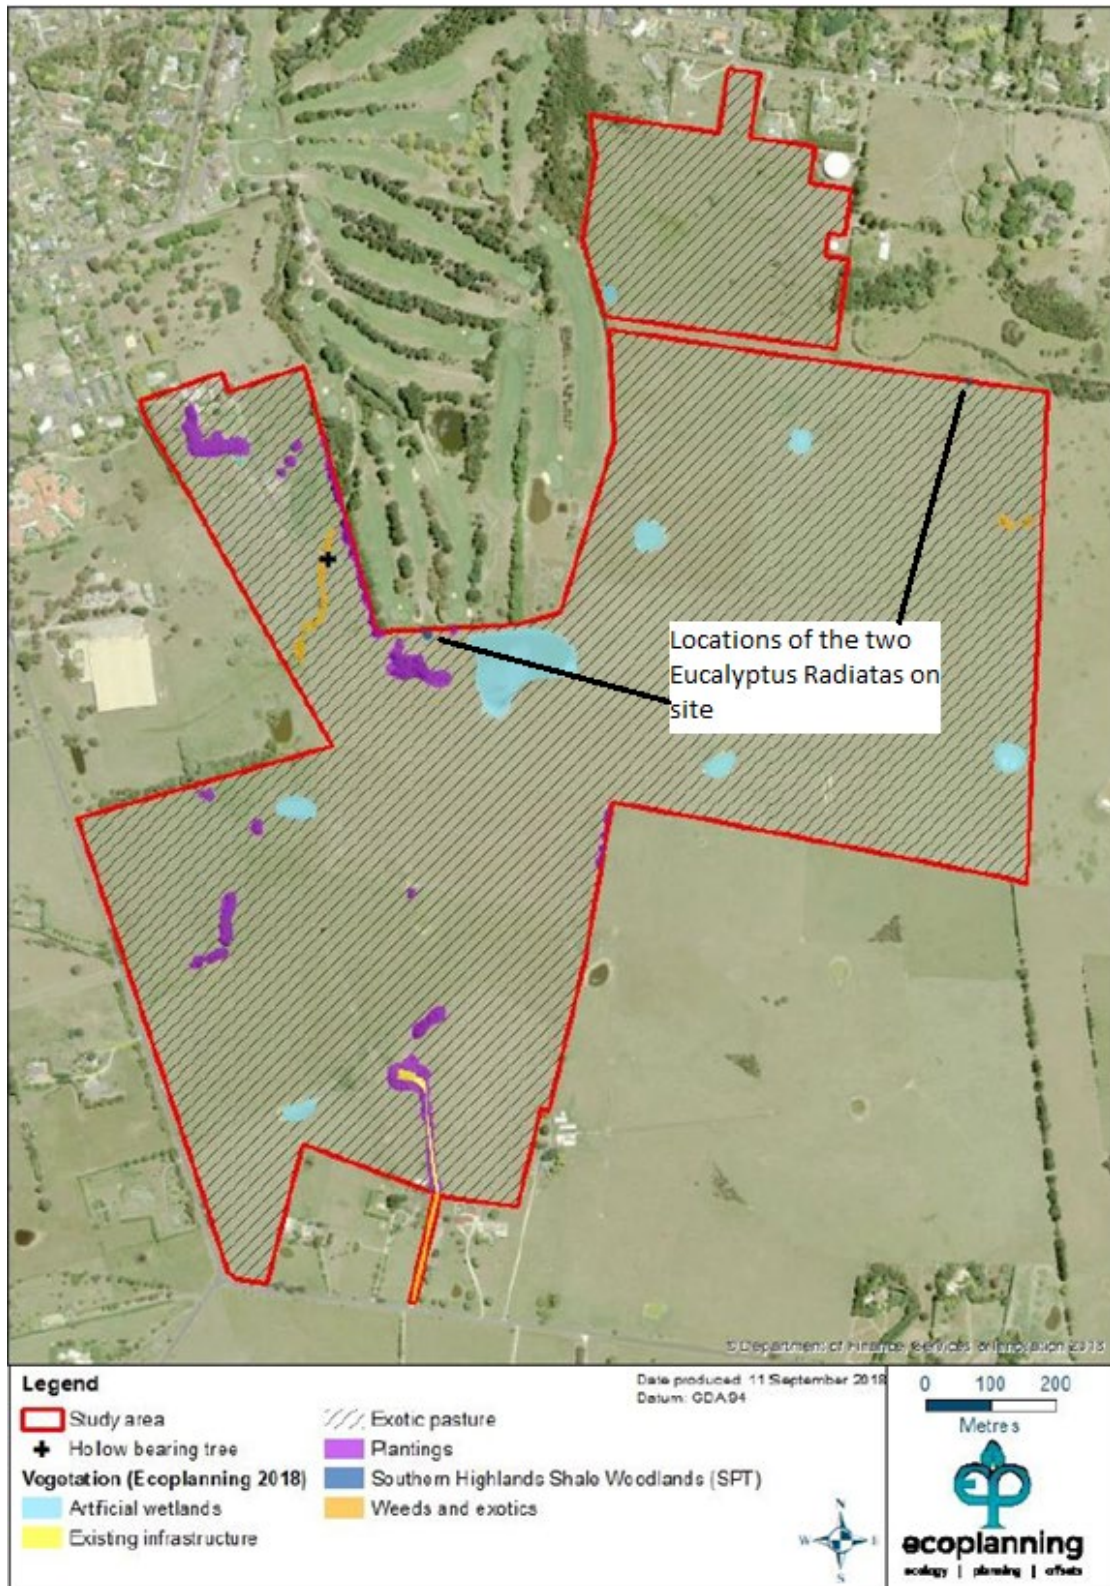 Locations of the two
Eucalyptus Radiatas on
site
© Department of Finance, Services & Innovation 2018
Legend
Study area
Hollow bearing tree
Vegetation (Ecoplanning 2018)
Artificial wetlands
Existing infrastructure
Exotic pasture
Plantings
Southern Highlands Shale Woodlands (SPT)
Weeds and exotics
Date produced: 11 September 2018
Datum: GDA94
0 100 200
Metres
N
W E
S
ep
ecoplanning
ecology | planning | offsets